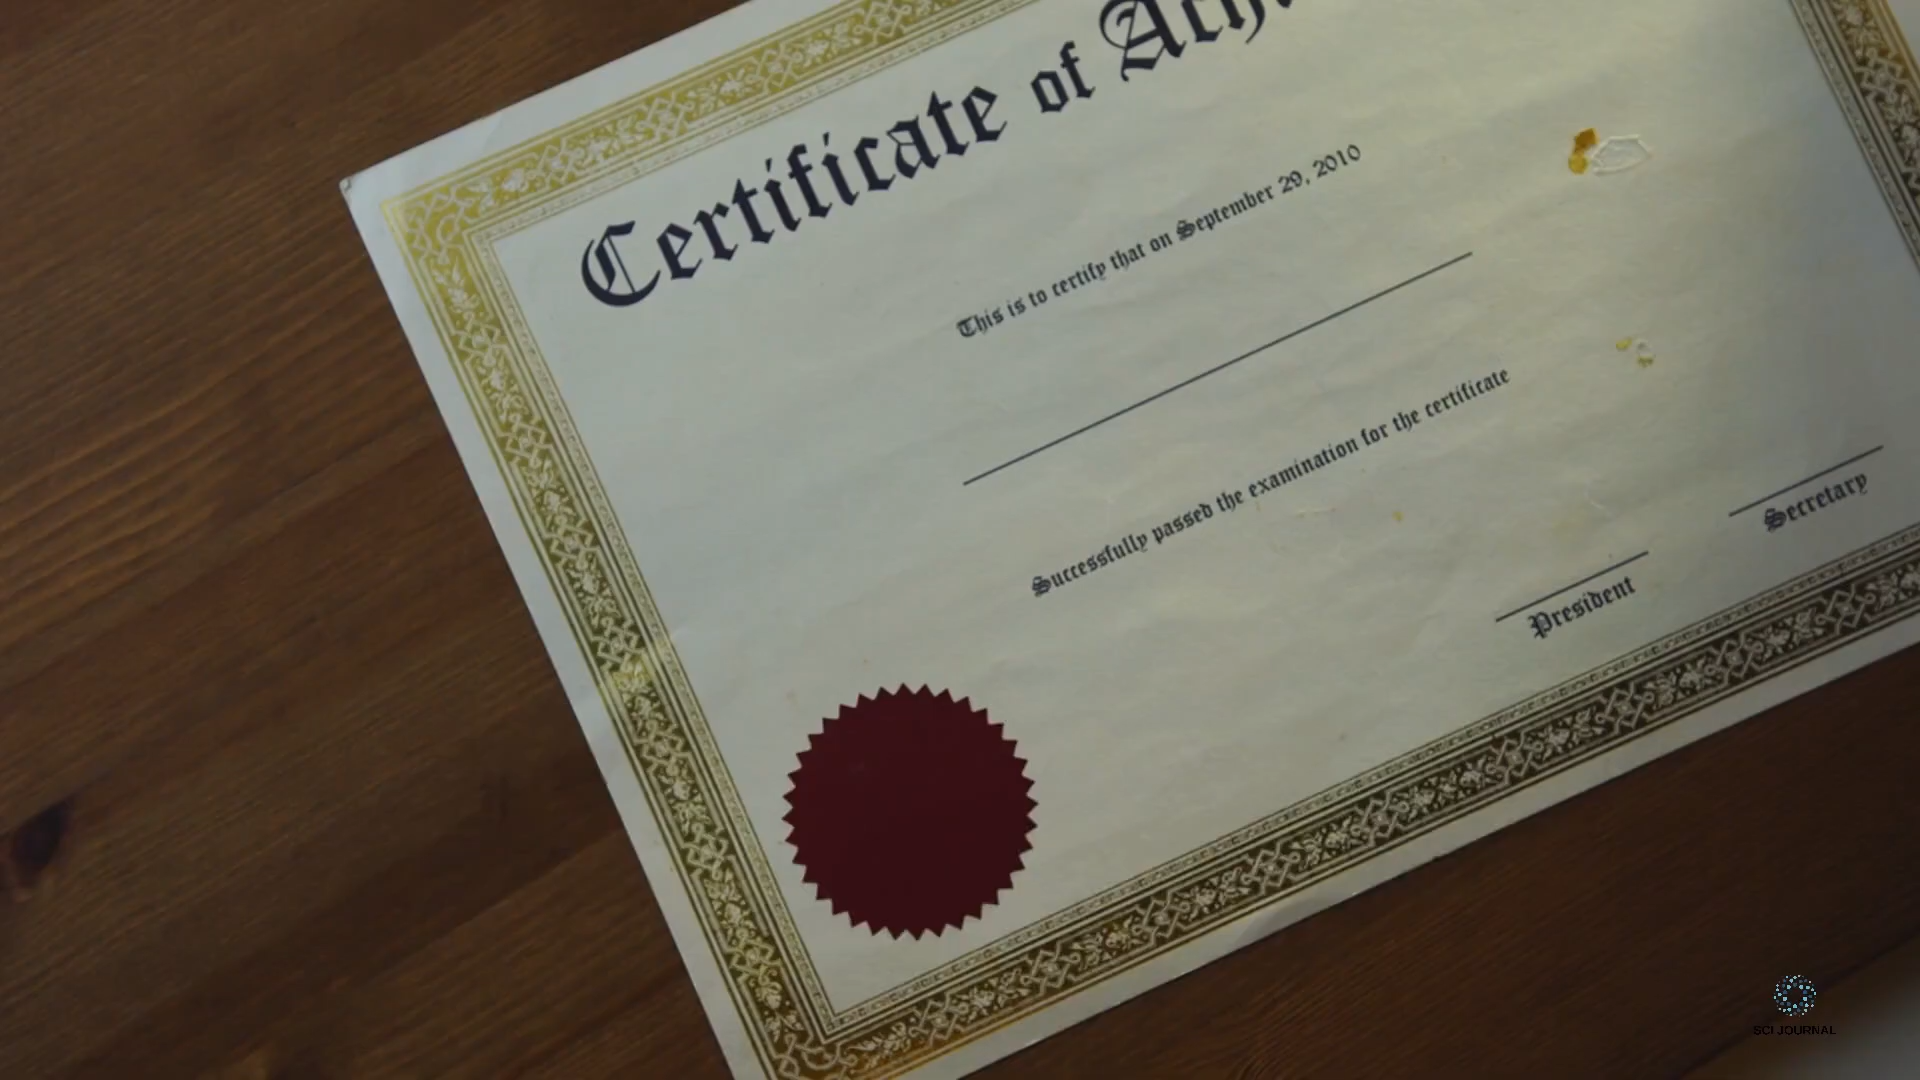 Certificate of Ach
This is to certify that on September 29, 2010
Successfully passed the examination for the certificate
Secretary
President
SCI JOURNAL